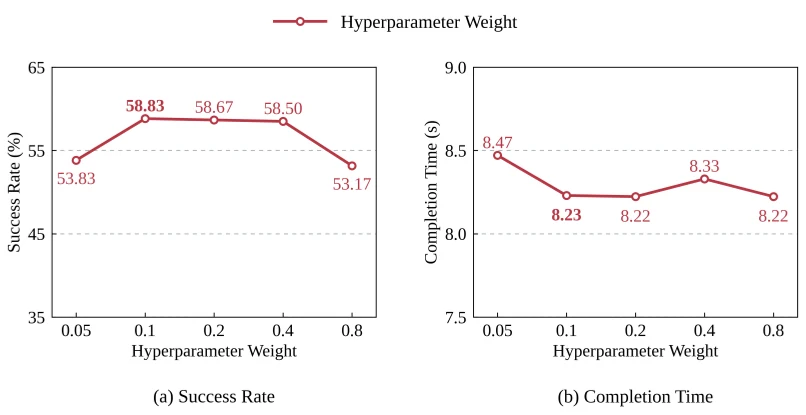 Hyperparameter Weight
65
55
45
35
Success Rate (%)
53.83
58.83
58.67
58.50
53.17
0.05 0.1 0.2 0.4 0.8
Hyperparameter Weight
(a) Success Rate
9.0
8.5
8.0
7.5
Completion Time (s)
8.47
8.23
8.22
8.33
8.22
0.05 0.1 0.2 0.4 0.8
Hyperparameter Weight
(b) Completion Time